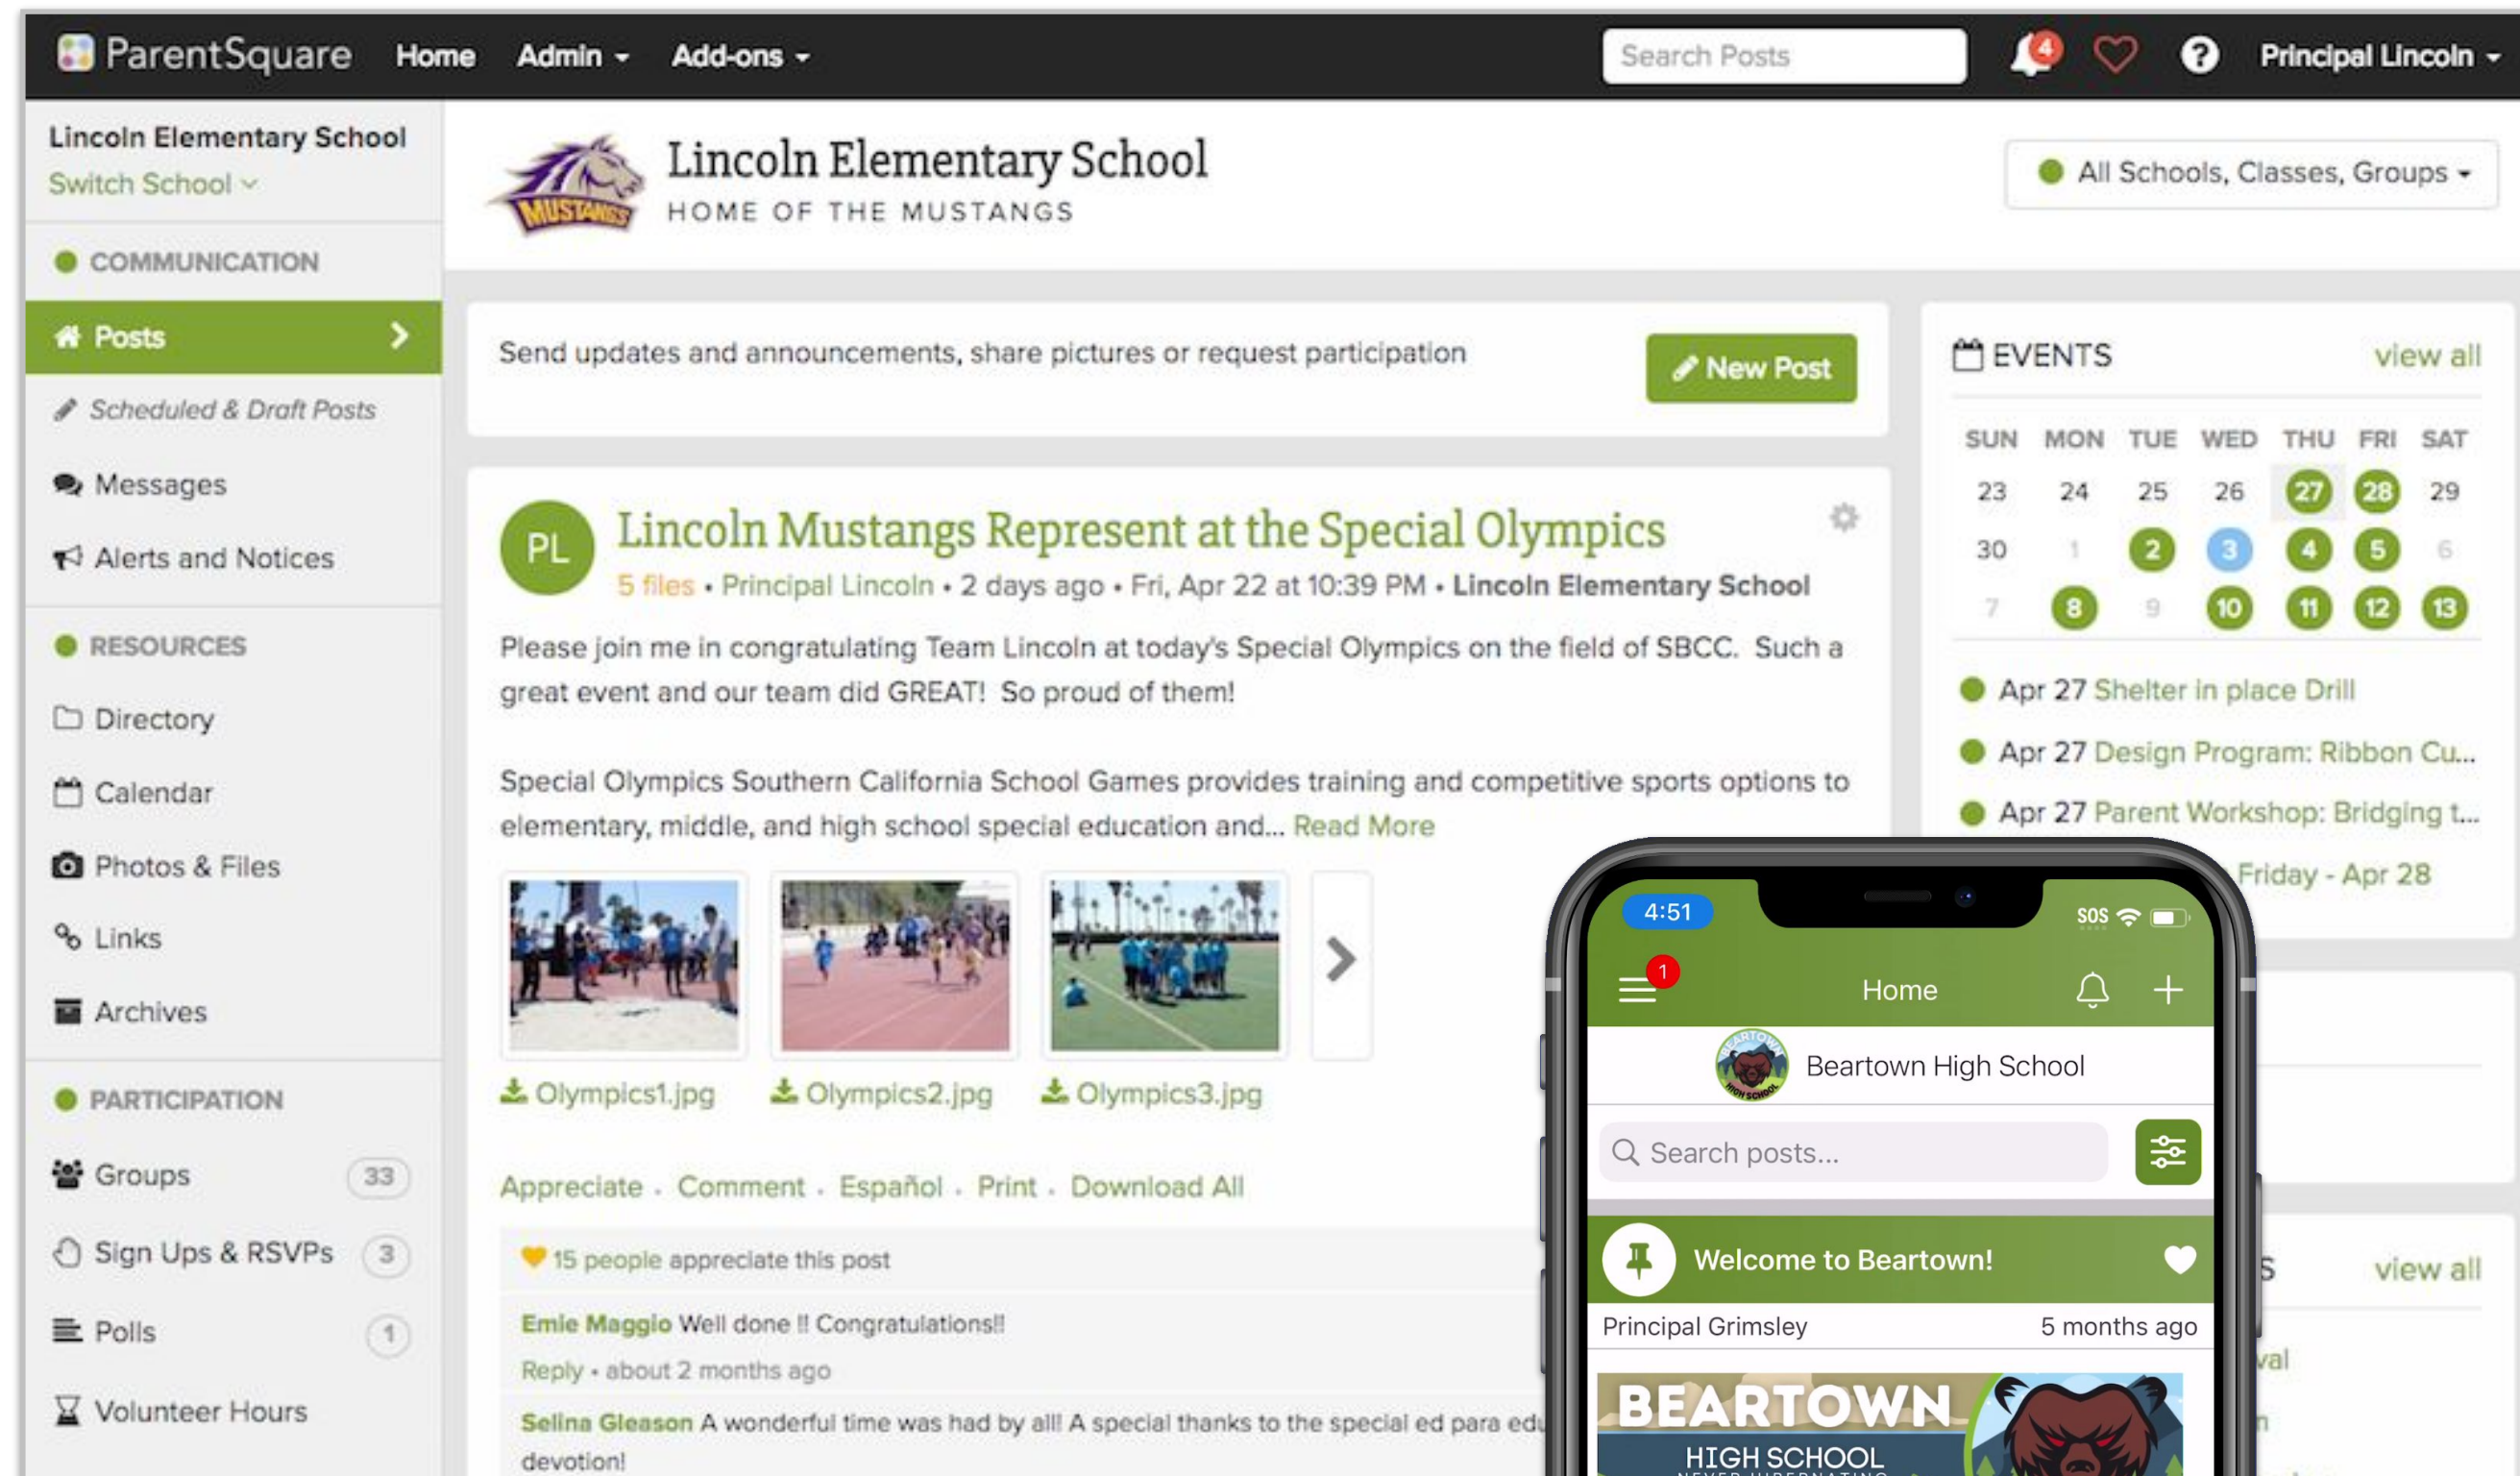 ParentSquare Home Admin Add-ons Search Posts 4 ? Principal Lincoln
Lincoln Elementary School
Switch School
COMMUNICATION
Posts
Scheduled & Draft Posts
Messages
Alerts and Notices
RESOURCES
Directory
Calendar
Photos & Files
Links
Archives
PARTICIPATION
Groups 33
Sign Ups & RSVPs 3
Polls 1
Volunteer Hours
MUSTANGS
Lincoln Elementary School
HOME OF THE MUSTANGS
All Schools, Classes, Groups
Send updates and announcements, share pictures or request participation
New Post
PL
Lincoln Mustangs Represent at the Special Olympics
5 files • Principal Lincoln • 2 days ago • Fri, Apr 22 at 10:39 PM • Lincoln Elementary School
Please join me in congratulating Team Lincoln at today's Special Olympics on the field of SBCC. Such a
great event and our team did GREAT! So proud of them!
Special Olympics Southern California School Games provides training and competitive sports options to
elementary, middle, and high school special education and... Read More
Olympics1.jpg Olympics2.jpg Olympics3.jpg
Appreciate • Comment • Español • Print • Download All
15 people appreciate this post
Emie Maggio Well done !! Congratulations!!
Reply • about 2 months ago
Selina Gleason A wonderful time was had by all! A special thanks to the special ed para
devotion!
EVENTS view all
SUN MON TUE WED THU FRI SAT
23 24 25 26 27 28 29
30 1 2 3 4 5 6
7 8 9 10 11 12 13
Apr 27 Shelter in place Drill
Apr 27 Design Program: Ribbon Cu...
Apr 27 Parent Workshop: Bridging t...
Friday - Apr 28
view all
4:51 SOS
1 Home
BEARTOWN
HIGH SCHOOL
Beartown High School
Search posts...
Welcome to Beartown!
Principal Grimsley 5 months ago
BEARTOWN
HIGH SCHOOL
NEVER HIBERNATING